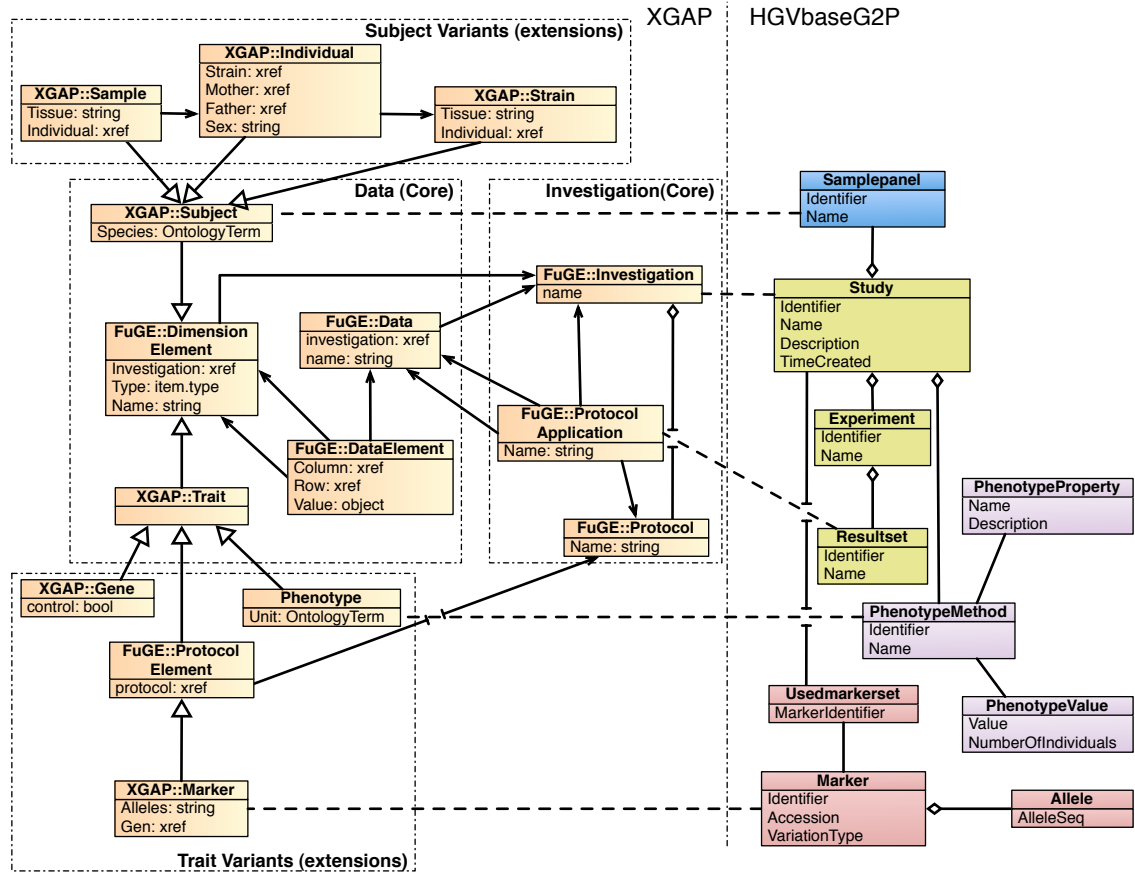 XGAP
HGVbaseG2P
Subject Variants (extensions)
XGAP::Individual
Strain: xref
Mother: xref
Father: xref
Sex: string
XGAP::Sample
Tissue: string
Individual: xref
XGAP::Strain
Tissue: string
Individual: xref
Data (Core)
Investigation(Core)
XGAP::Subject
Species: OntologyTerm
FuGE::Investigation
name
FuGE::Data
investigation: xref
name: string
FuGE::Dimension
Element
Investigation: xref
Type: item.type
Name: string
FuGE::Protocol
Application
Name: string
FuGE::DataElement
Column: xref
Row: xref
Value: object
XGAP::Trait
FuGE::Protocol
Name: string
XGAP::Gene
control: bool
Phenotype
Unit: OntologyTerm
FuGE::Protocol
Element
protocol: xref
XGAP::Marker
Alleles: string
Gen: xref
Trait Variants (extensions)
Samplepanel
Identifier
Name
Study
Identifier
Name
Description
TimeCreated
Experiment
Identifier
Name
PhenotypeProperty
Name
Description
Resultset
Identifier
Name
PhenotypeMethod
Identifier
Name
Usedmarkerset
MarkerIdentifier
PhenotypeValue
Value
NumberOfIndividuals
Marker
Identifier
Accession
VariationType
Allele
AlleleSeq